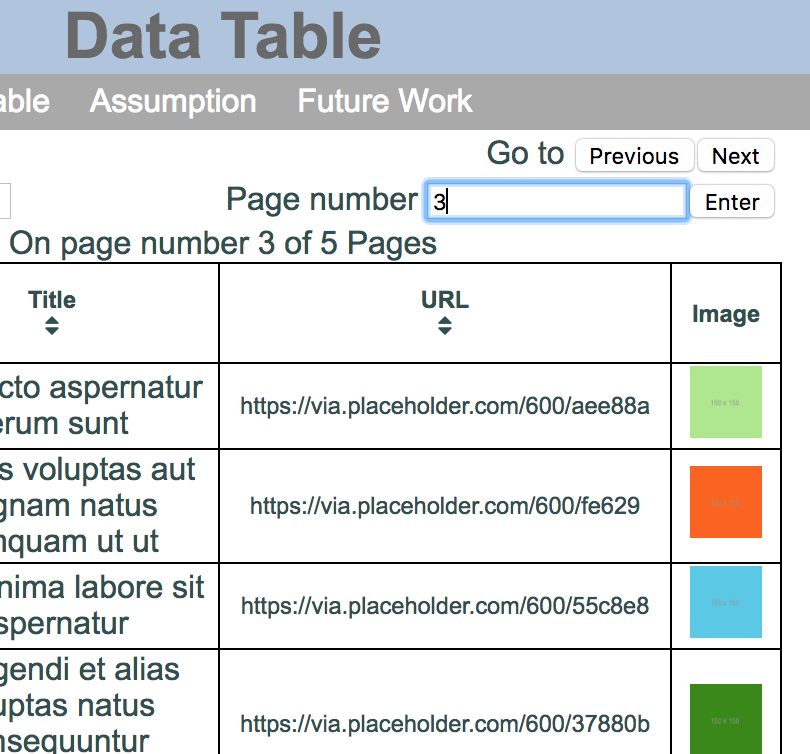 Data Table
able Assumption Future Work
Go to Previous Next
Page number 3 Enter
On page number 3 of 5 Pages
Title URL Image
cto aspernatur
erum sunt
https://via.placeholder.com/600/aee88a
150 x 150
s voluptas aut
gnam natus
nquam ut ut
https://via.placeholder.com/600/fe629
150 x 150
nima labore sit
spernatur
https://via.placeholder.com/600/55c8e8
150 x 150
gendi et alias
uptas natus
nsequuntur
https://via.placeholder.com/600/37880b
150 x 150